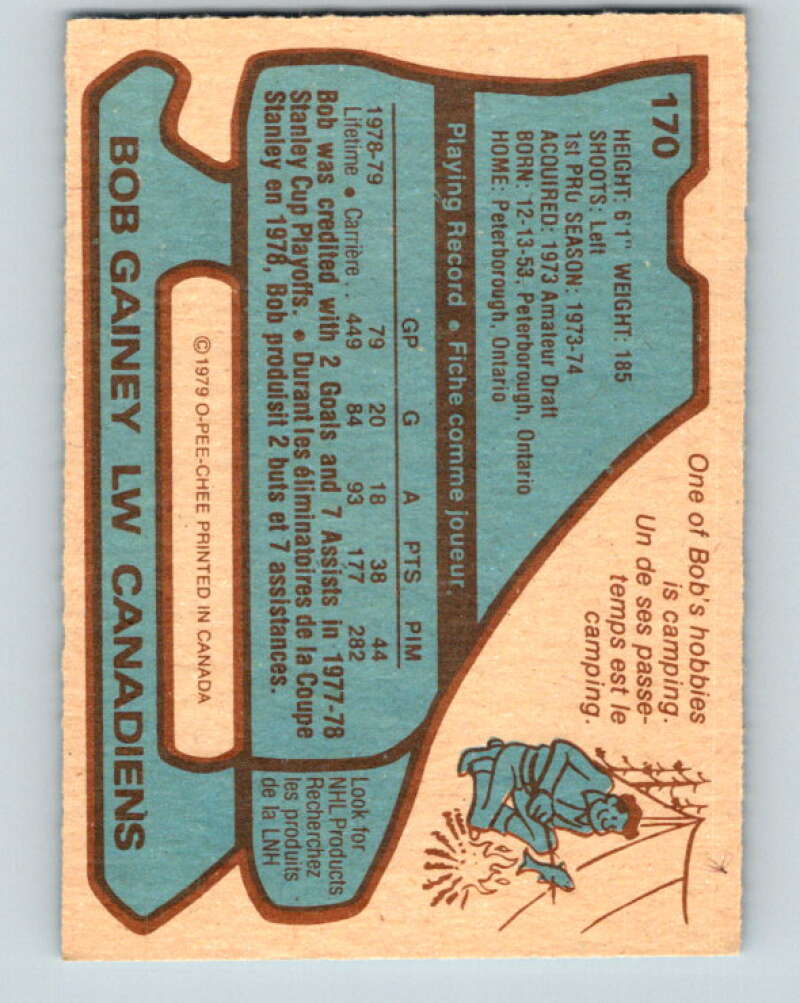 170
HEIGHT: 6'1" WEIGHT: 185
SHOOTS: Left
1st PRO SEASON: 1973-74
ACQUIRED: 1973 Amateur Draft
BORN: 12-13-53, Peterborough, Ontario
HOME: Peterborough, Ontario
Playing Record • Fiche comme joueur
GP G A PTS PIM
1978-79 79 20 18 38 44
Lifetime • Carrière .. 449 84 93 177 282
Bob was credited with 2 Goals and 7 Assists in 1977-78
Stanley Cup Playoffs. • Durant les éliminatoires de la Coupe
Stanley en 1978, Bob produisit 2 buts et 7 assistances.
One of Bob's hobbies
is camping.
Un de ses passe-
temps est le
camping.
Look for
NHL Products
Recherchez
les produits
de la LNH
©1979 O-PEE-CHEE PRINTED IN CANADA
BOB GAINEY LW CANADIENS